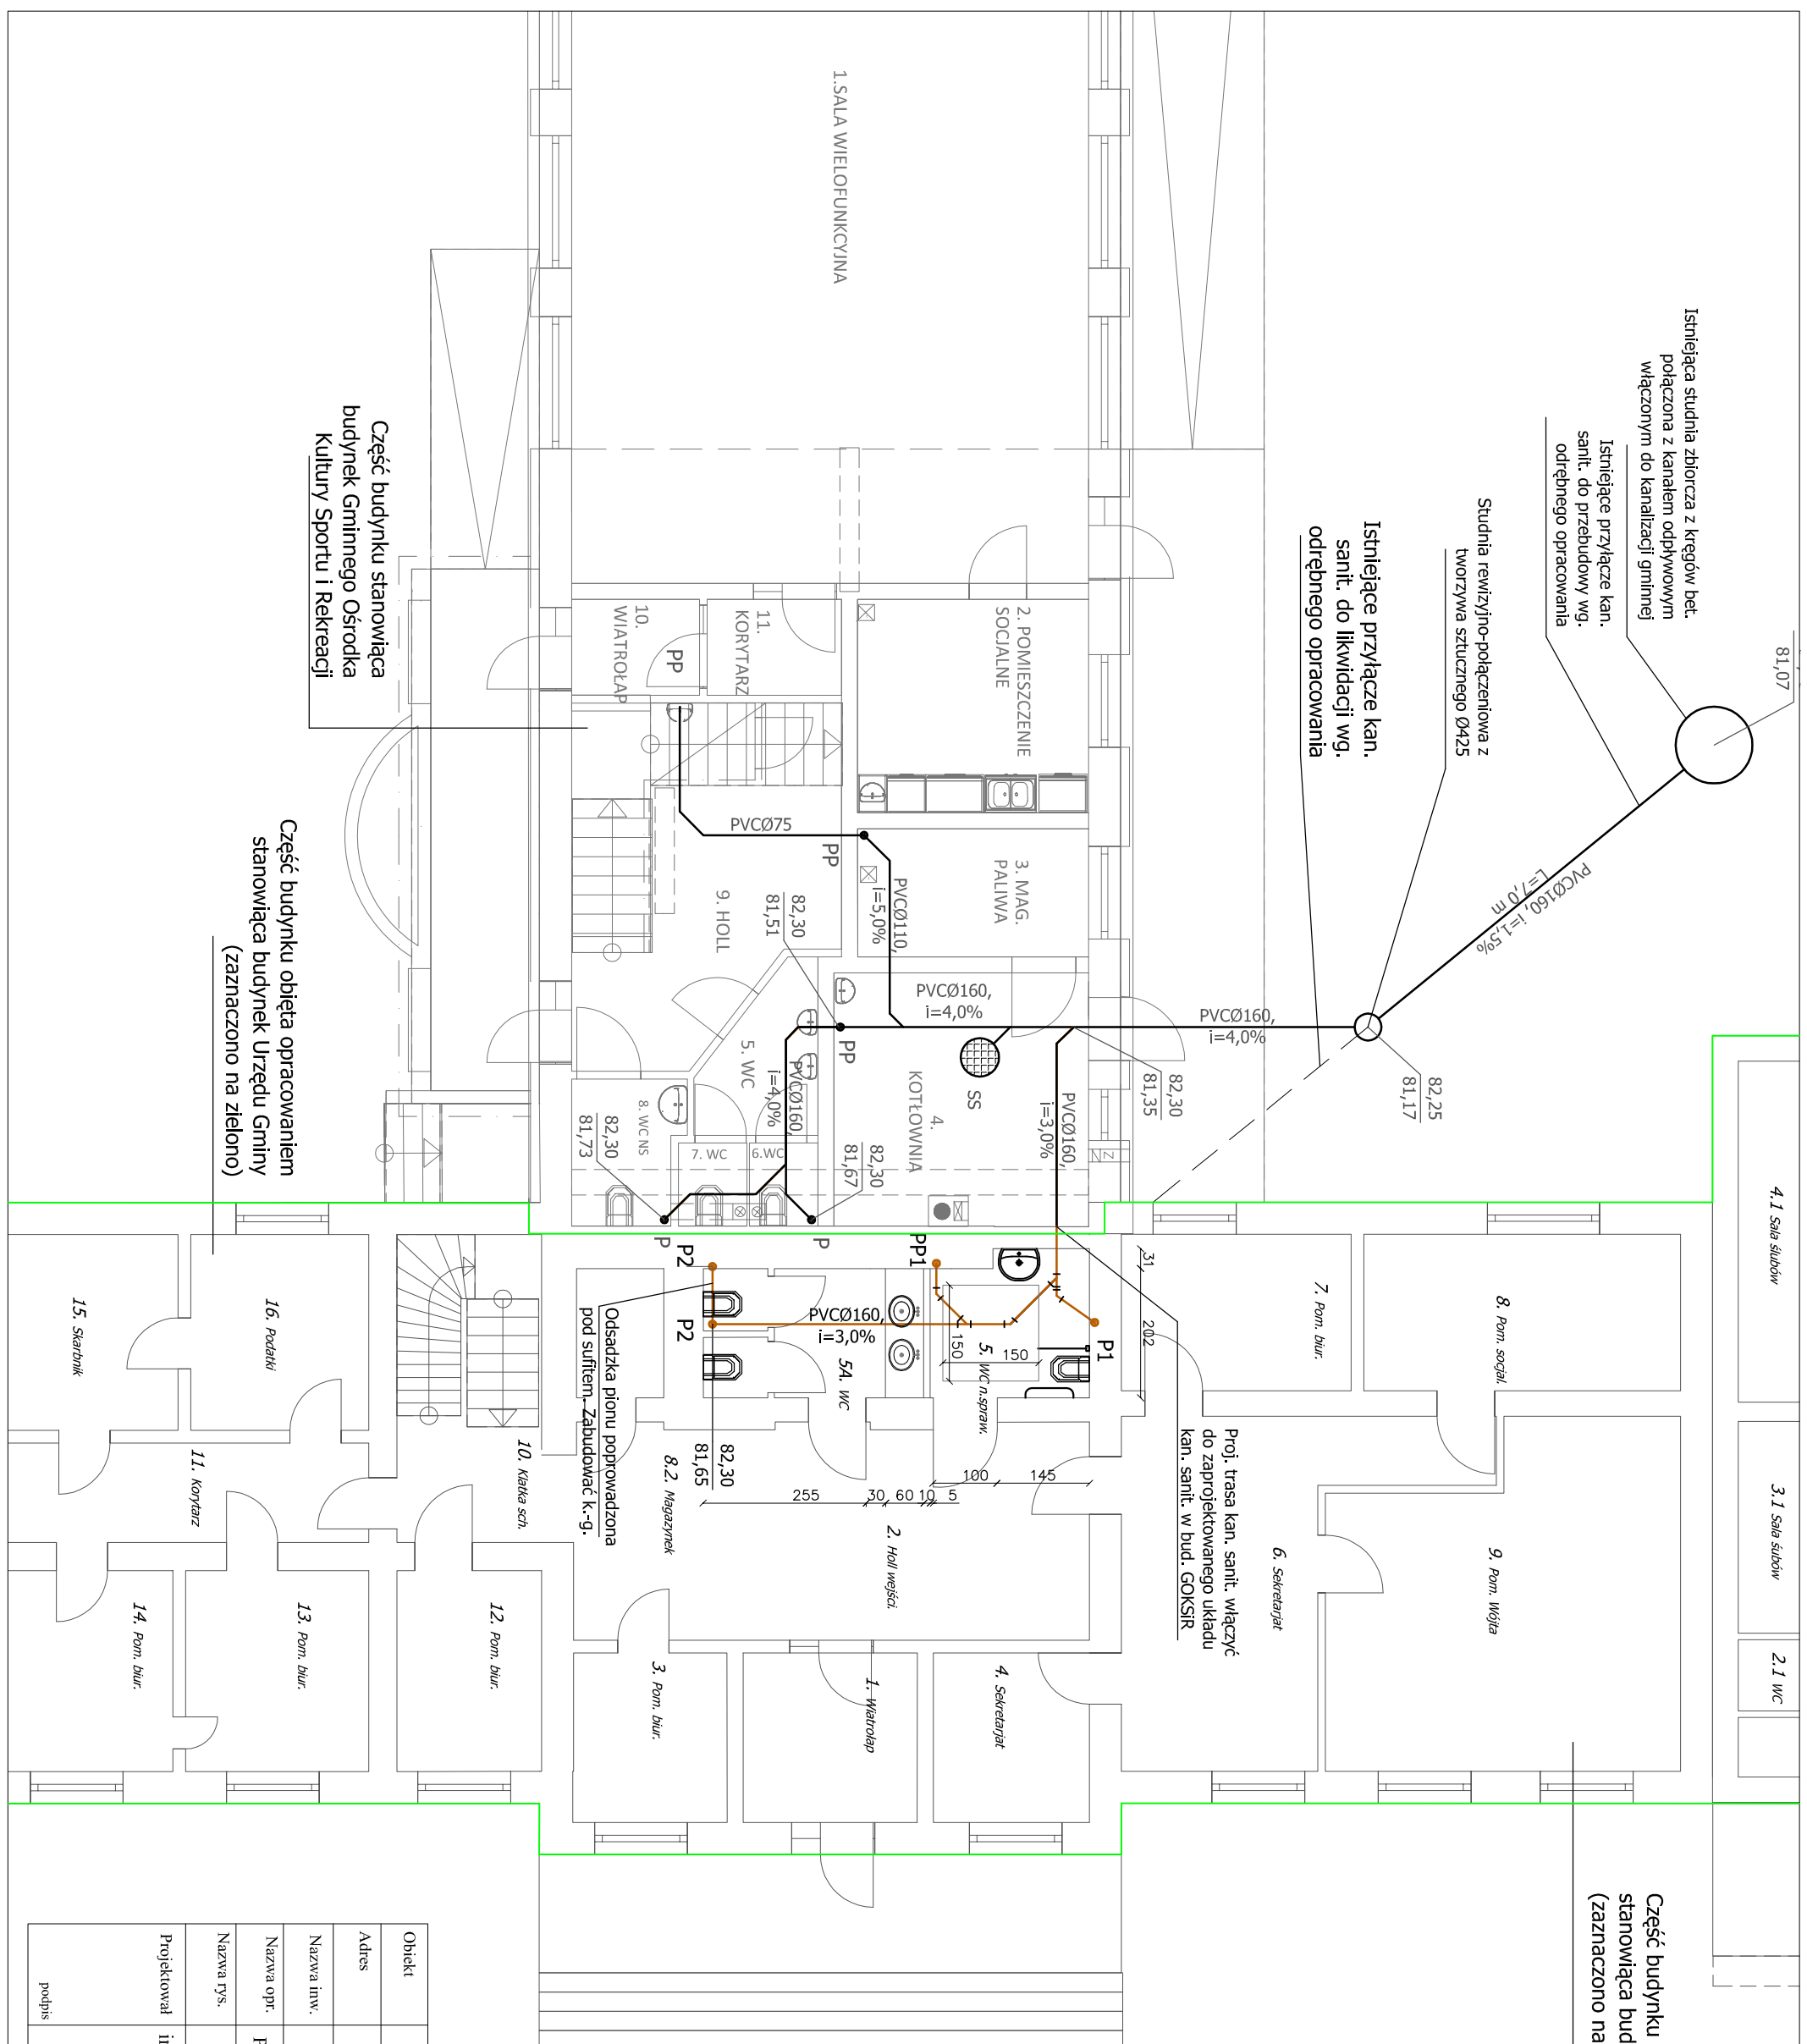 1.SALA WIELOFUNKCYJNA
Istniejąca studnia zbiorcza z kręgów bet.
połączona z kanałem odpływowym
włączonym do kanalizacji gminnej
Istniejące przyłącze kan.
sanit. do przebudowy wg.
odrębnego opracowania
Studnia rewizyjno-połączeniowa z
tworzywa sztucznego Ø425
Istniejące przyłącze kan.
sanit. do likwidacji wg.
odrębnego opracowania
81,07
PVCØ160, i=1,5%
L=7,0 m
Część budynku stanowiąca
budynek Gminnego Ośrodka
Kultury Sportu i Rekreacji
10.
WIATROŁAP
PP
11.
KORYTARZ
2. POMIESZCZENIE
SOCJALNE
PVCØ75
PP
9. HOLL
82,30
81,51
PVCØ110,
i=5,0%
3. MAG.
PALIWA
PVCØ160,
i=4,0%
PVCØ160,
i=4,0%
82,25
81,17
82,30
81,35
PP
5. WC
PVCØ160,
i=4,0%
SS
4.
KOTŁOWNIA
PVCØ160,
i=3,0%
8. WC NS
7. WC
6.WC
82,30
81,73
82,30
81,67
P
P
NZ
Część budynku objęta opracowaniem
stanowiąca budynek Urzędu Gminy
(zaznaczono na zielono)
P2
P2
PP1
P1
PVCØ160,
i=3,0%
150
150
31
202
5. WC n.spraw.
5A. WC
Odsadzka pionu poprowadzona
pod sufitem. Zabudować k.-g.
82,30
81,65
8.2. Magazynek
100
145
255
30
60
10
5
Proj. trasa kan. sanit. włączyć
do zaprojektowanego układu
kan. sanit. w bud. GOKSiR
7. Pom. biur.
8. Pom. socjal.
4.1 Sala ślubów
3.1 Sala śubów
2.1 WC
15. Skarbnik
16. Podatki
11. Korytarz
10. Klatka sch.
2. Holl wejści.
6. Sekretarjat
9. Pom. Wójta
14. Pom. biur.
13. Pom. biur.
12. Pom. biur.
3. Pom. biur.
1. Wiatrołap
4. Sekretarjat
Część budynku
stanowiąca bud
(zaznaczono na
Obiekt
Adres
Nazwa inw.
Nazwa opr.
P
Nazwa rys.
Projektował
podpis